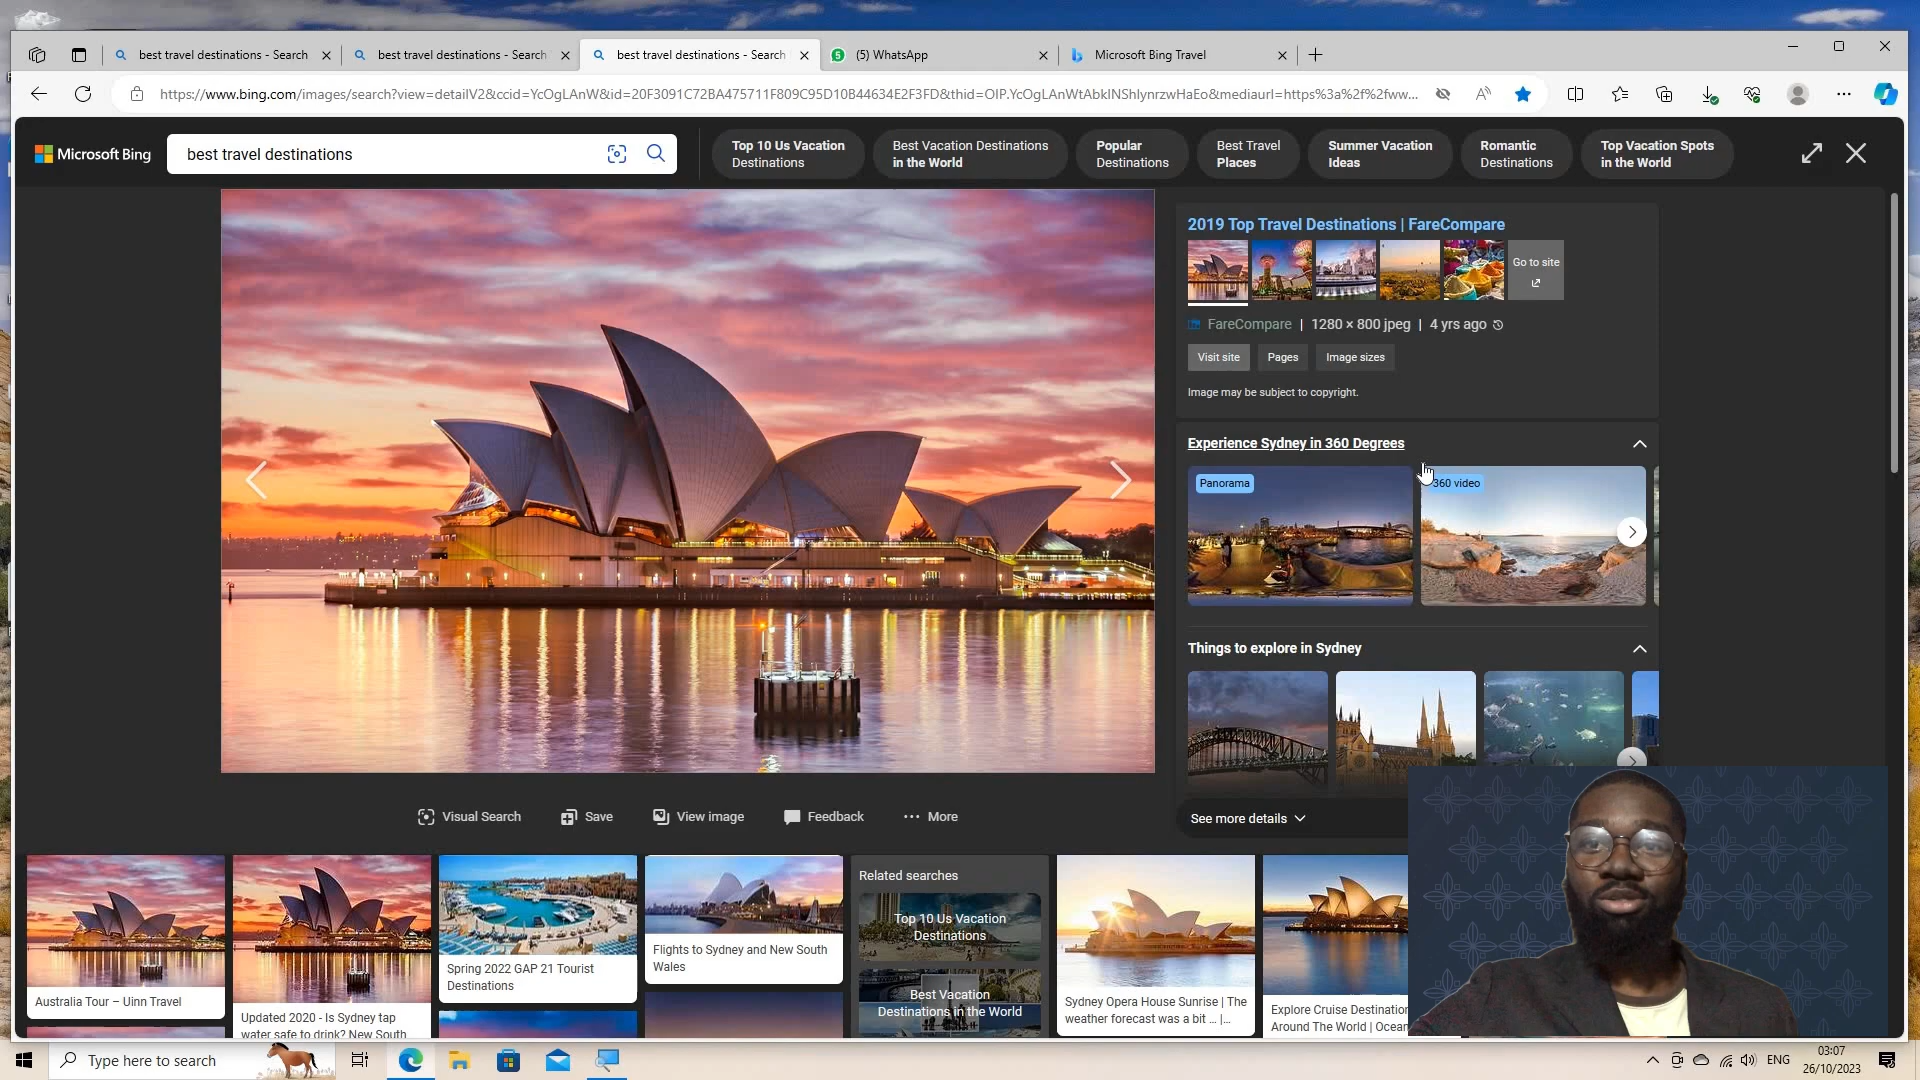 best travel destinations - Search
best travel destinations - Search
best travel destinations - Search
(5) WhatsApp
Microsoft Bing Travel
https://www.bing.com/images/search?view=detailV2&ccid=YcOgLAnW&id=20F3091C72BA475711F809C95D10B44634E2F3FD&thid=OIP.YcOgLAnWtAbkINShIynrzwHaEo&mediaurl=https%3a%2f%2fww...
Microsoft Bing
best travel destinations
Top 10 Us Vacation
Destinations
Best Vacation Destinations
in the World
Popular
Destinations
Best Travel
Places
Summer Vacation
Ideas
Romantic
Destinations
Top Vacation Spots
in the World
2019 Top Travel Destinations | FareCompare
Go to site
FareCompare | 1280 × 800 jpeg | 4 yrs ago
Visit site
Pages
Image sizes
Image may be subject to copyright.
Experience Sydney in 360 Degrees
Panorama
360 video
Things to explore in Sydney
See more details
Visual Search
Save
View image
Feedback
More
Australia Tour – Uinn Travel
Updated 2020 - Is Sydney tap
water safe to drink? New South
Spring 2022 GAP 21 Tourist
Destinations
Flights to Sydney and New South
Wales
Related searches
Top 10 Us Vacation
Destinations
Best Vacation
Destinations in the World
Sydney Opera House Sunrise | The
weather forecast was a bit ... |...
Explore Cruise Destination
Around The World | Ocean
Type here to search
ENG
03:07
26/10/2023